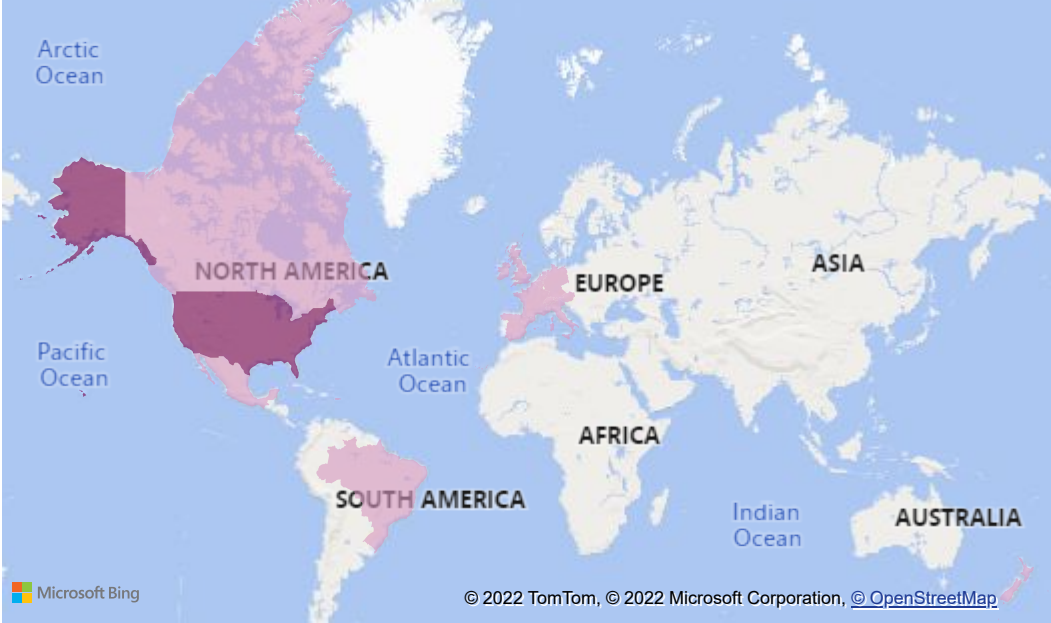 Arctic
Ocean
NORTH AMERICA
EUROPE
ASIA
Pacific
Ocean
Atlantic
Ocean
AFRICA
SOUTH AMERICA
Indian
Ocean
AUSTRALIA
Microsoft Bing
© 2022 TomTom, © 2022 Microsoft Corporation, © OpenStreetMap